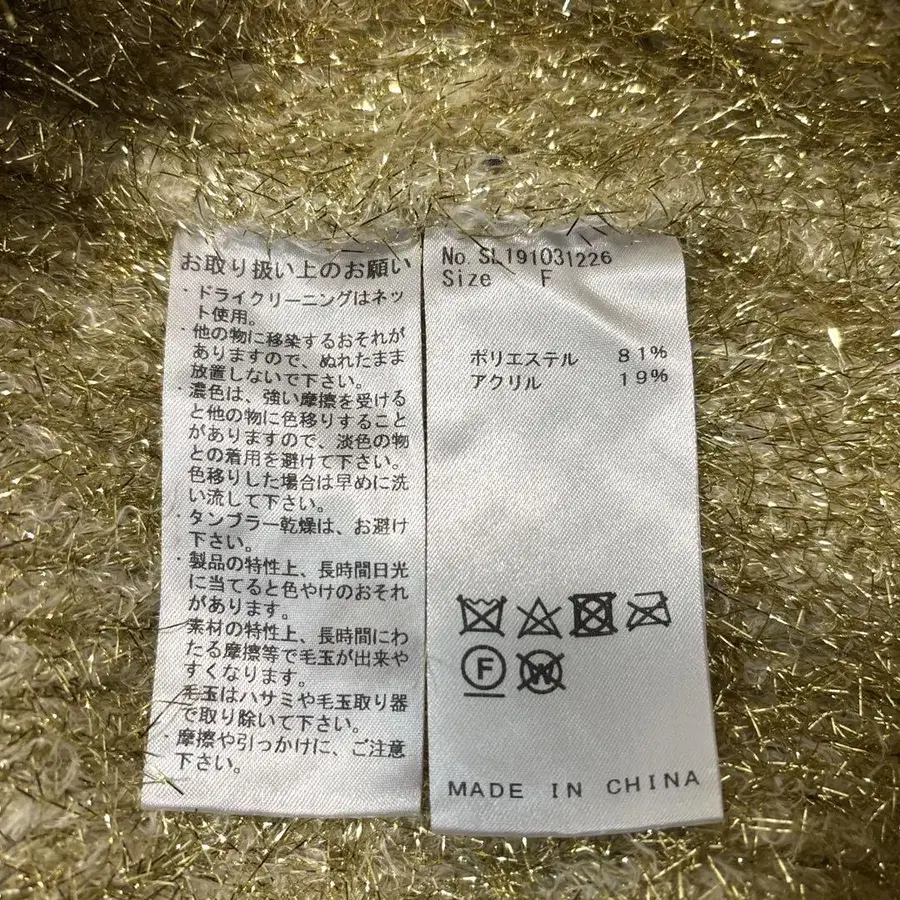 お取り扱い上のお願い
・ドライクリーニングはネッ
ト使用。
・他の物に移染するおそれが
ありますので、ぬれたまま
放置しないで下さい。
・濃色は、強い摩擦を受ける
と他の物に色移りすること
がありますので、淡色の物
との着用を避けて下さい。
色移りした場合は早めに洗
い流して下さい。
・タンブラー乾燥は、お避け
下さい。
・製品の特性上、長時間日光
に当てると色やけのおそれ
があります。
素材の特性上、長時間にわ
たる摩擦等で毛玉が出来や
すくなります。
毛玉はハサミや毛玉取り器
で取り除いて下さい。
・摩擦や引っかけに、ご注意
下さい。
No. SL191031226
Size F
ポリエステル 81%
アクリル 19%
F
W
MADE IN CHINA